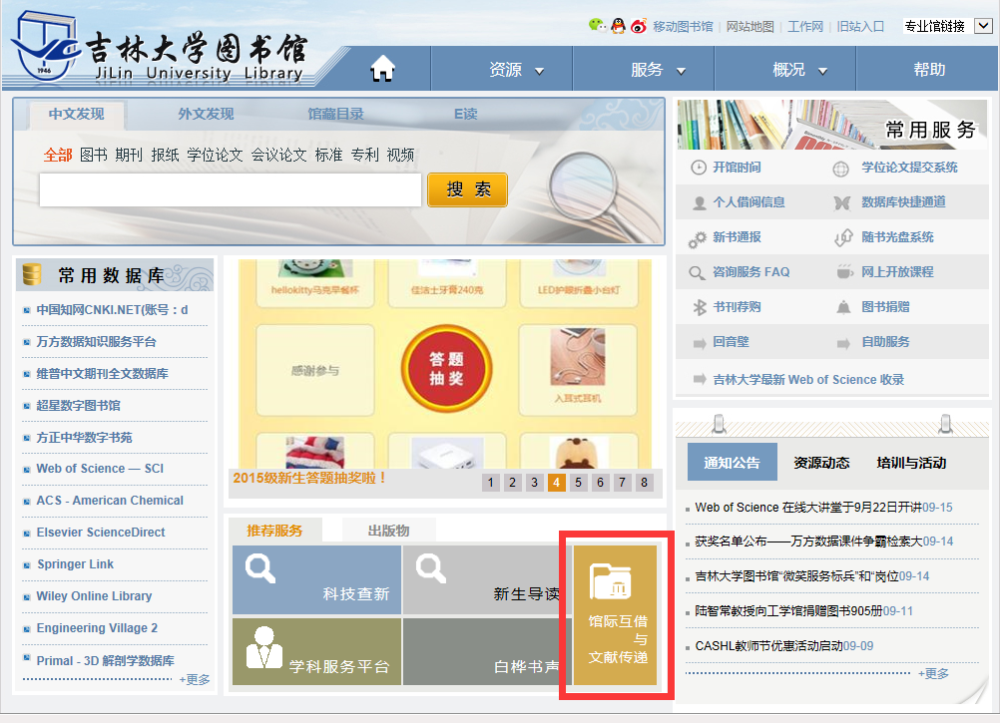 移动图书馆 | 网站地图 | 工作网 | 旧站入口 专业馆链接
吉林大学图书馆
JiLin University Library
1946
资源 服务 概况 帮助
中文发现 外文发现 馆藏目录 E读
全部 图书 期刊 报纸 学位论文 会议论文 标准 专利 视频
搜 索
常用数据库
中国知网CNKI.NET(账号：d
万方数据知识服务平台
维普中文期刊全文数据库
超星数字图书馆
方正中华数字书苑
Web of Science — SCI
ACS - American Chemical
Elsevier ScienceDirect
Springer Link
Wiley Online Library
Engineering Village 2
Primal - 3D 解剖学数据库
+更多
hellokitty马克早餐杯 佳洁士牙膏240克 LED护眼折叠小台灯
感谢参与
答题
抽奖
入耳式耳机
2015级新生答题抽奖啦！
1 2 3 4 5 6 7 8
推荐服务 出版物
科技查新
新生导读
学科服务平台
白桦书声
馆际互借
与
文献传递
常用服务
开馆时间 学位论文提交系统
个人借阅信息 数据库快捷通道
新书通报 随书光盘系统
咨询服务 FAQ 网上开放课程
书刊荐购 图书捐赠
回音壁 自助服务
吉林大学最新 Web of Science 收录
通知公告 资源动态 培训与活动
Web of Science 在线大讲堂于9月22日开讲09-15
获奖名单公布——万方数据课件争霸检索大09-14
吉林大学图书馆“微笑服务标兵”和“岗位09-14
陆智常教授向工学馆捐赠图书905册09-11
CASHL教师节优惠活动启动09-09
+更多